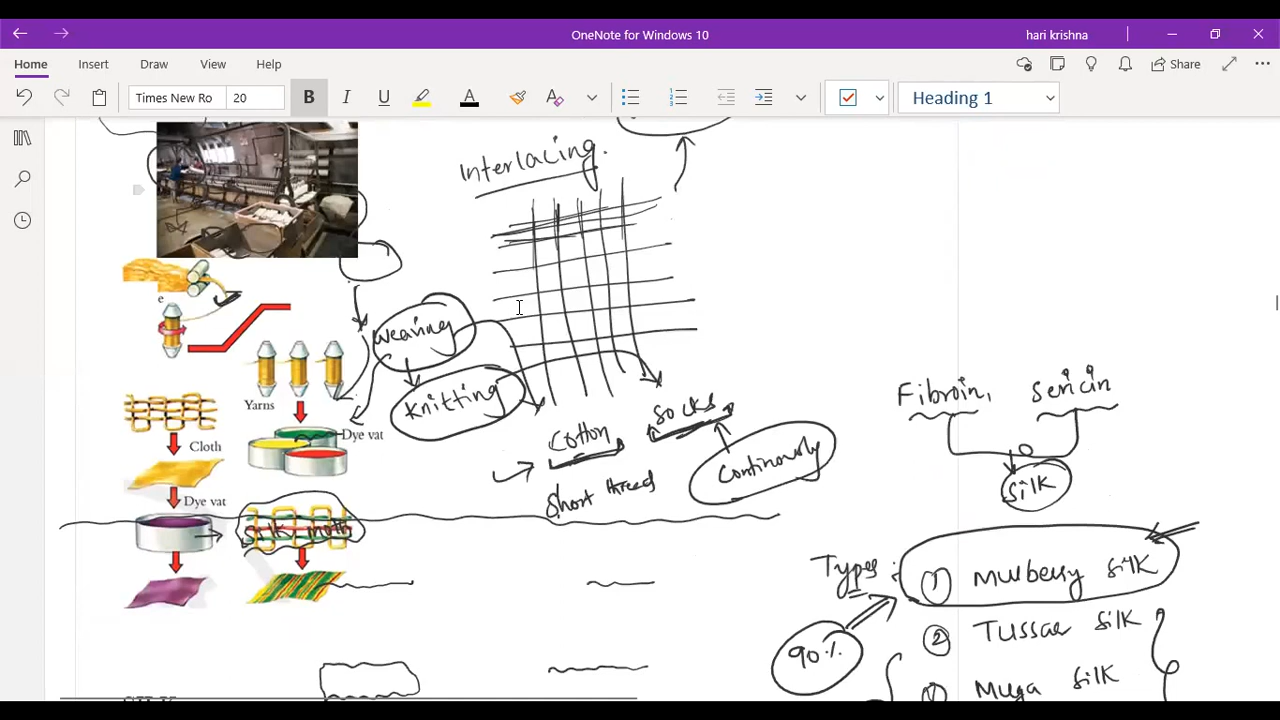 OneNote for Windows 10
hari krishna
Home
Insert
Draw
View
Help
Share
Times New Ro
20
B
I
U
A
Heading 1
Interlacing.
e
Weaving
Knitting
Yarns
Dye vat
Cloth
Dye vat
Silk moth
Cotton
Socks
Short thread
Continously
Fibroin, Sericin
Silk
Types :
① Mulberry Silk
② Tussar Silk
90%
Muga Silk